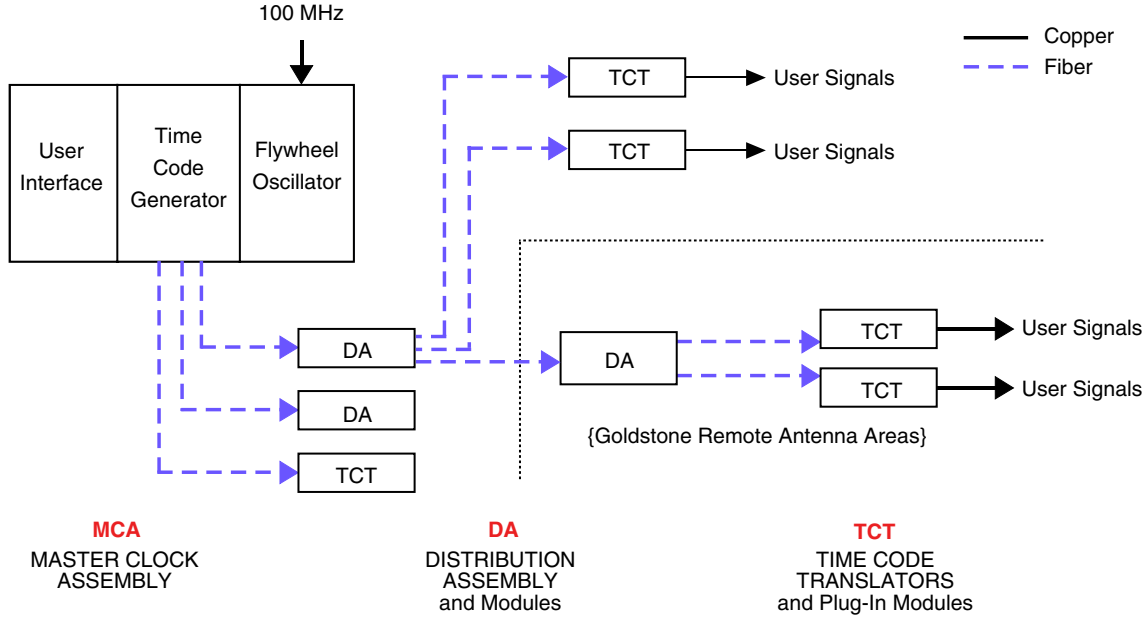 100 MHz
Copper
Fiber
User
Interface
Time
Code
Generator
Flywheel
Oscillator
TCT
User Signals
TCT
User Signals
DA
DA
TCT
DA
TCT
User Signals
TCT
User Signals
{Goldstone Remote Antenna Areas}
MCA
MASTER CLOCK
ASSEMBLY
DA
DISTRIBUTION
ASSEMBLY
and Modules
TCT
TIME CODE
TRANSLATORS
and Plug-In Modules